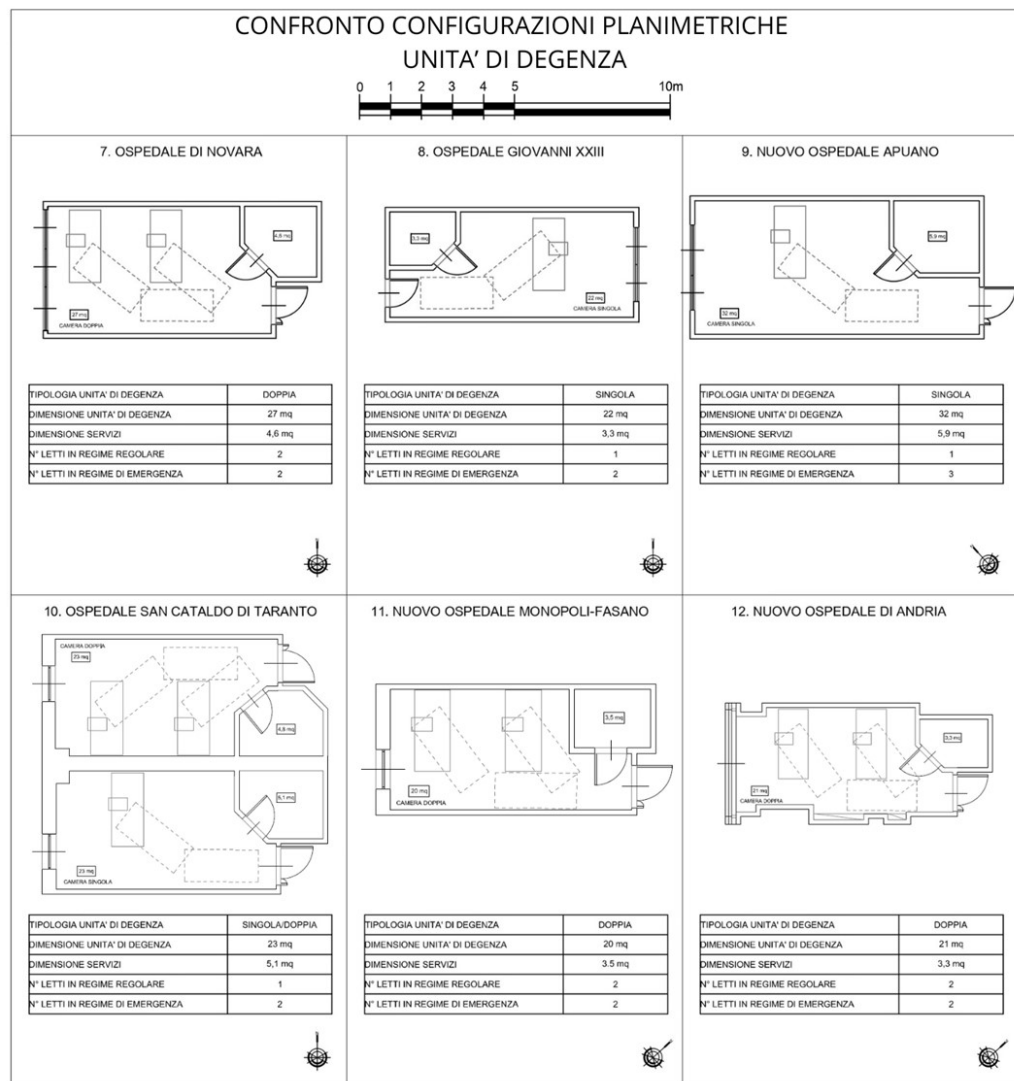 CONFRONTO CONFIGURAZIONI PLANIMETRICHE
UNITA' DI DEGENZA
0 1 2 3 4 5 10m
7. OSPEDALE DI NOVARA
4,6 mq
27 mq
CAMERA DOPPIA
TIPOLOGIA UNITA' DI DEGENZA DOPPIA
DIMENSIONE UNITA' DI DEGENZA 27 mq
DIMENSIONE SERVIZI 4,6 mq
N° LETTI IN REGIME REGOLARE 2
N° LETTI IN REGIME DI EMERGENZA 2
8. OSPEDALE GIOVANNI XXIII
3,3 mq
22 mq
CAMERA SINGOLA
TIPOLOGIA UNITA' DI DEGENZA SINGOLA
DIMENSIONE UNITA' DI DEGENZA 22 mq
DIMENSIONE SERVIZI 3,3 mq
N° LETTI IN REGIME REGOLARE 1
N° LETTI IN REGIME DI EMERGENZA 2
9. NUOVO OSPEDALE APUANO
5,9 mq
32 mq
CAMERA SINGOLA
TIPOLOGIA UNITA' DI DEGENZA SINGOLA
DIMENSIONE UNITA' DI DEGENZA 32 mq
DIMENSIONE SERVIZI 5,9 mq
N° LETTI IN REGIME REGOLARE 1
N° LETTI IN REGIME DI EMERGENZA 3
10. OSPEDALE SAN CATALDO DI TARANTO
CAMERA DOPPIA
23 mq
mq
5,1 mq
23 mq
CAMERA SINGOLA
TIPOLOGIA UNITA' DI DEGENZA SINGOLA/DOPPIA
DIMENSIONE UNITA' DI DEGENZA 23 mq
DIMENSIONE SERVIZI 5,1 mq
N° LETTI IN REGIME REGOLARE 1
N° LETTI IN REGIME DI EMERGENZA 2
11. NUOVO OSPEDALE MONOPOLI-FASANO
3,5 mq
20 mq
CAMERA DOPPIA
TIPOLOGIA UNITA' DI DEGENZA DOPPIA
DIMENSIONE UNITA' DI DEGENZA 20 mq
DIMENSIONE SERVIZI 3.5 mq
N° LETTI IN REGIME REGOLARE 2
N° LETTI IN REGIME DI EMERGENZA 2
12. NUOVO OSPEDALE DI ANDRIA
3,3 mq
21 mq
CAMERA DOPPIA
TIPOLOGIA UNITA' DI DEGENZA DOPPIA
DIMENSIONE UNITA' DI DEGENZA 21 mq
DIMENSIONE SERVIZI 3,3 mq
N° LETTI IN REGIME REGOLARE 2
N° LETTI IN REGIME DI EMERGENZA 2